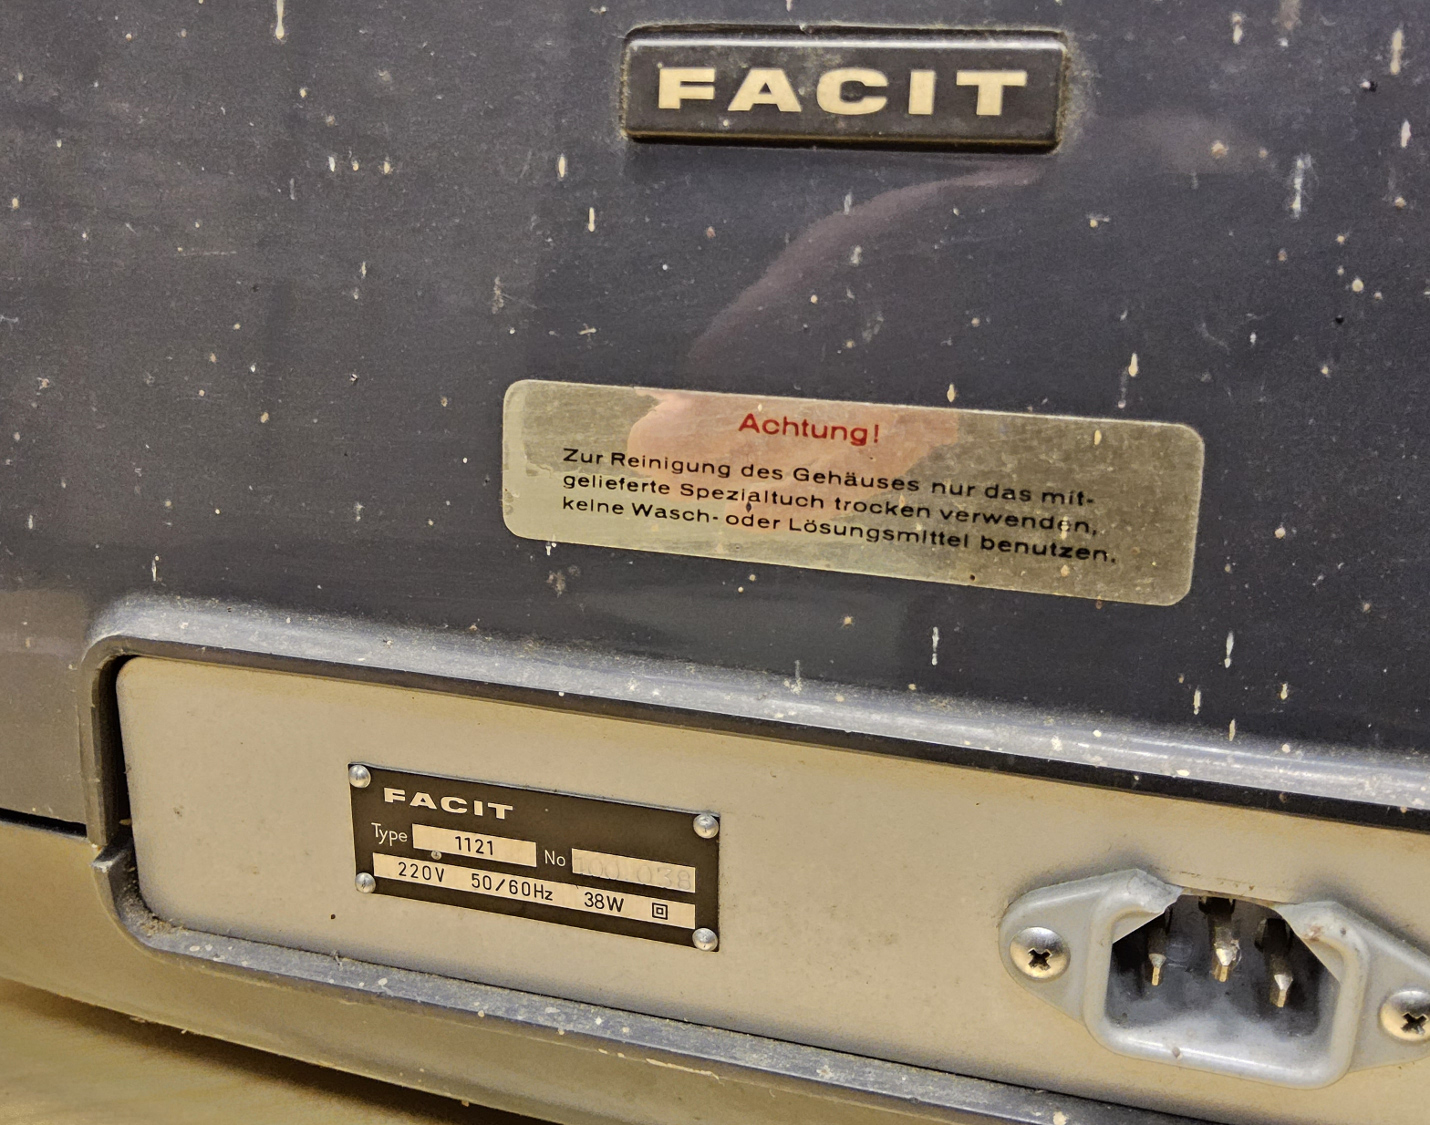 FACIT
Achtung!
Zur Reinigung des Gehäuses nur das mit-
gelieferte Spezialtuch trocken verwenden,
keine Wasch- oder Lösungsmittel benutzen.
FACIT
Type 1121 No 1001038
220V 50/60Hz 38W